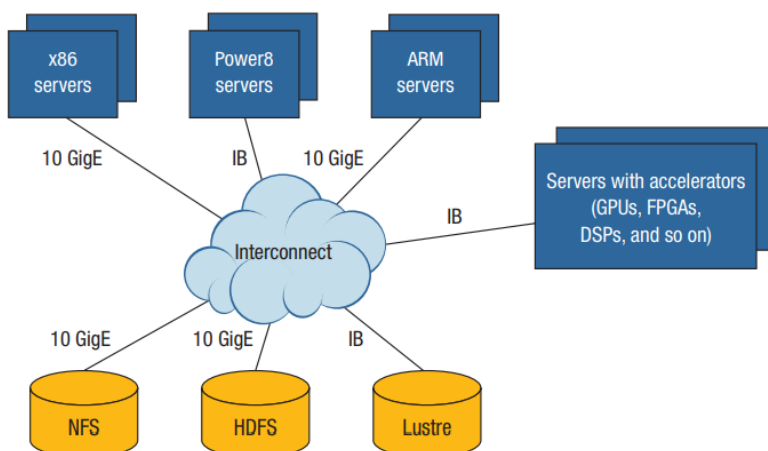 x86
servers
Power8
servers
ARM
servers
10 GigE
IB
10 GigE
Servers with accelerators
(GPUs, FPGAs,
DSPs, and so on)
IB
Interconnect
10 GigE
10 GigE
IB
NFS
HDFS
Lustre